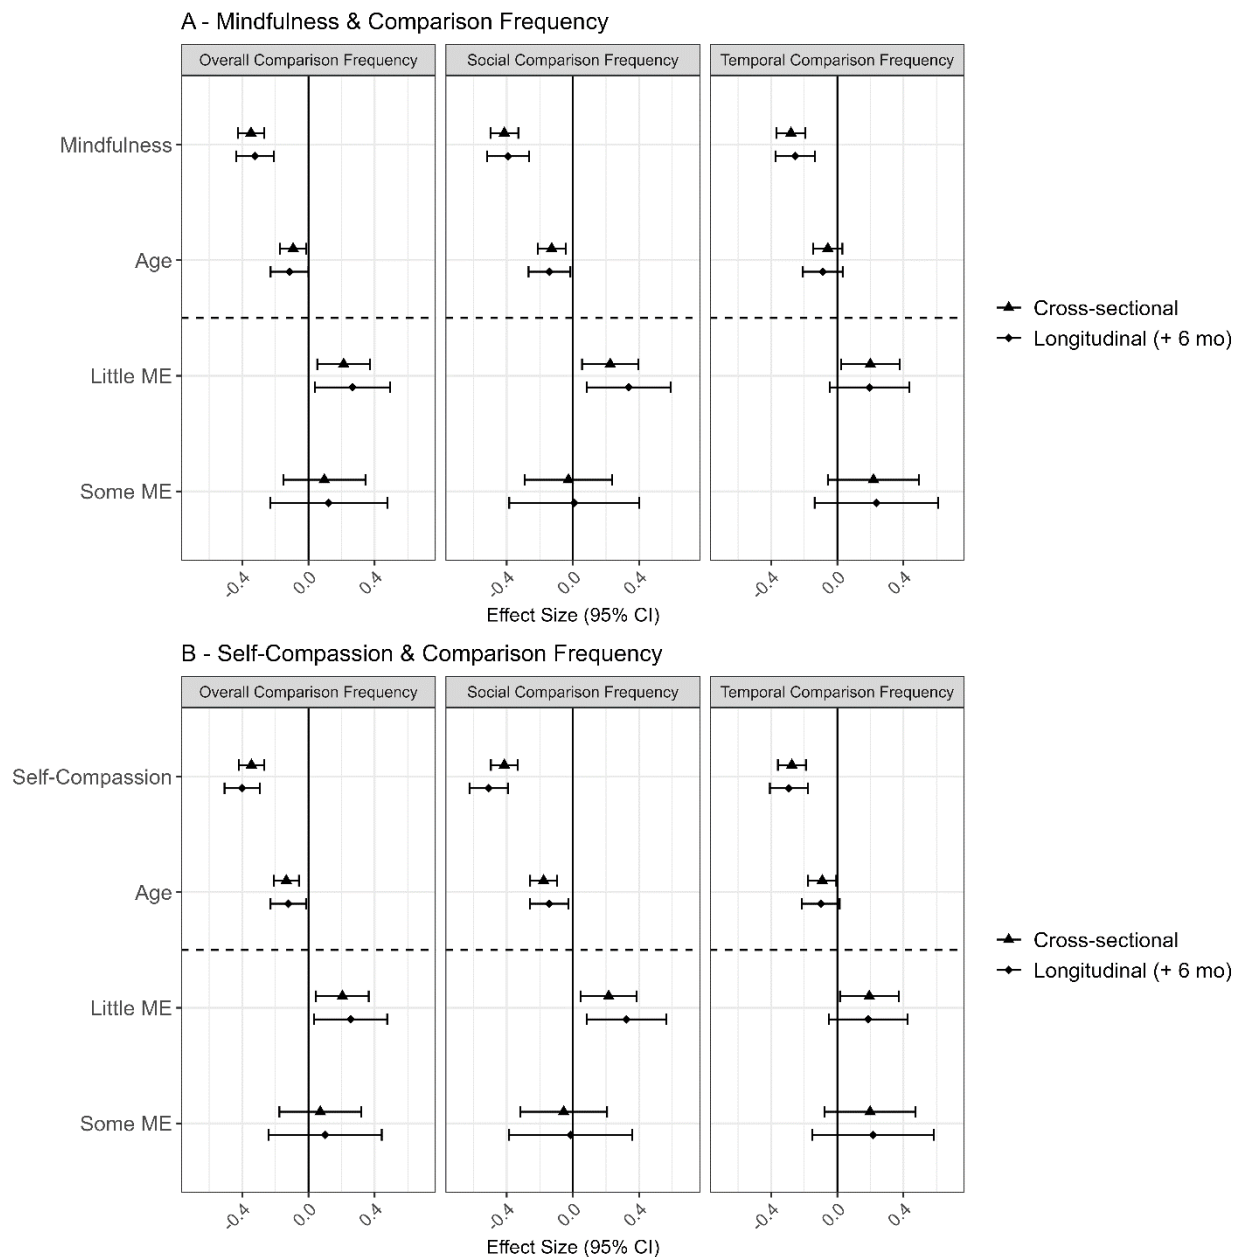 A - Mindfulness & Comparison Frequency
Overall Comparison Frequency Social Comparison Frequency Temporal Comparison Frequency
Mindfulness
Age
Cross-sectional
Longitudinal (+ 6 mo)
Little ME
Some ME
-0.4 0.0 0.4 -0.4 0.0 0.4 -0.4 0.0 0.4
Effect Size (95% CI)
B - Self-Compassion & Comparison Frequency
Overall Comparison Frequency Social Comparison Frequency Temporal Comparison Frequency
Self-Compassion
Age
Cross-sectional
Longitudinal (+ 6 mo)
Little ME
Some ME
-0.4 0.0 0.4 -0.4 0.0 0.4 -0.4 0.0 0.4
Effect Size (95% CI)